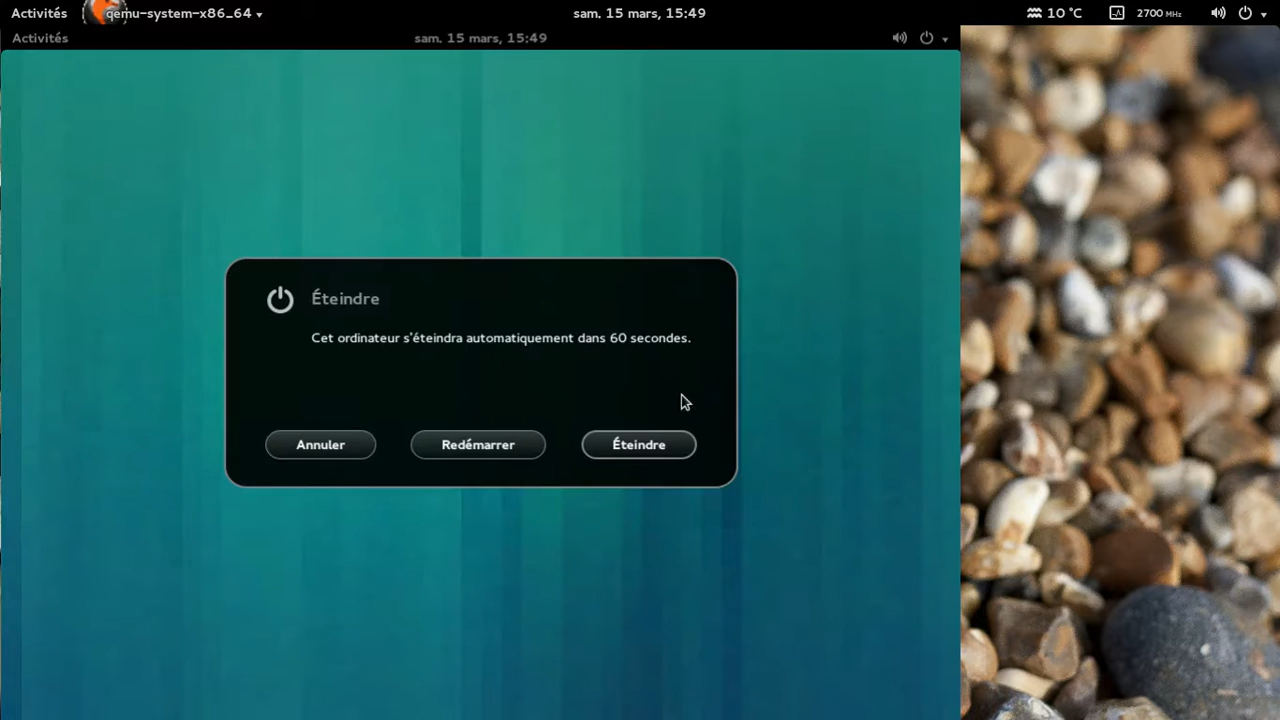 Activités qemu-system-x86_64 sam. 15 mars, 15:49 10 °C 2700 MHz
Activités sam. 15 mars, 15:49
Éteindre
Cet ordinateur s'éteindra automatiquement dans 60 secondes.
Annuler Redémarrer Éteindre